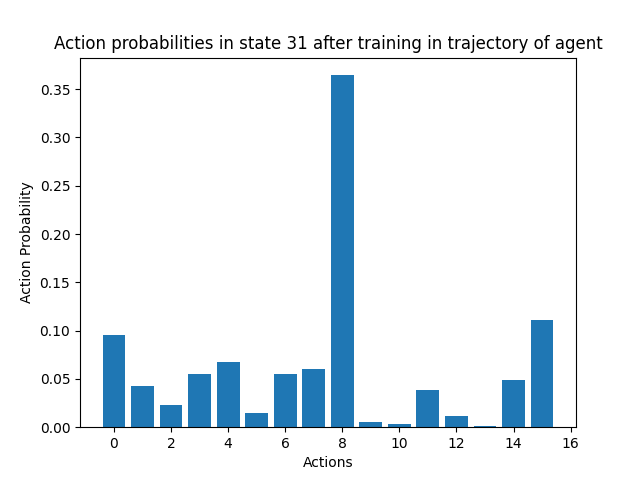 Action probabilities in state 31 after training in trajectory of agent
0.35
0.30
0.25
0.20
0.15
0.10
0.05
0.00
Action Probability
0 2 4 6 8 10 12 14 16
Actions